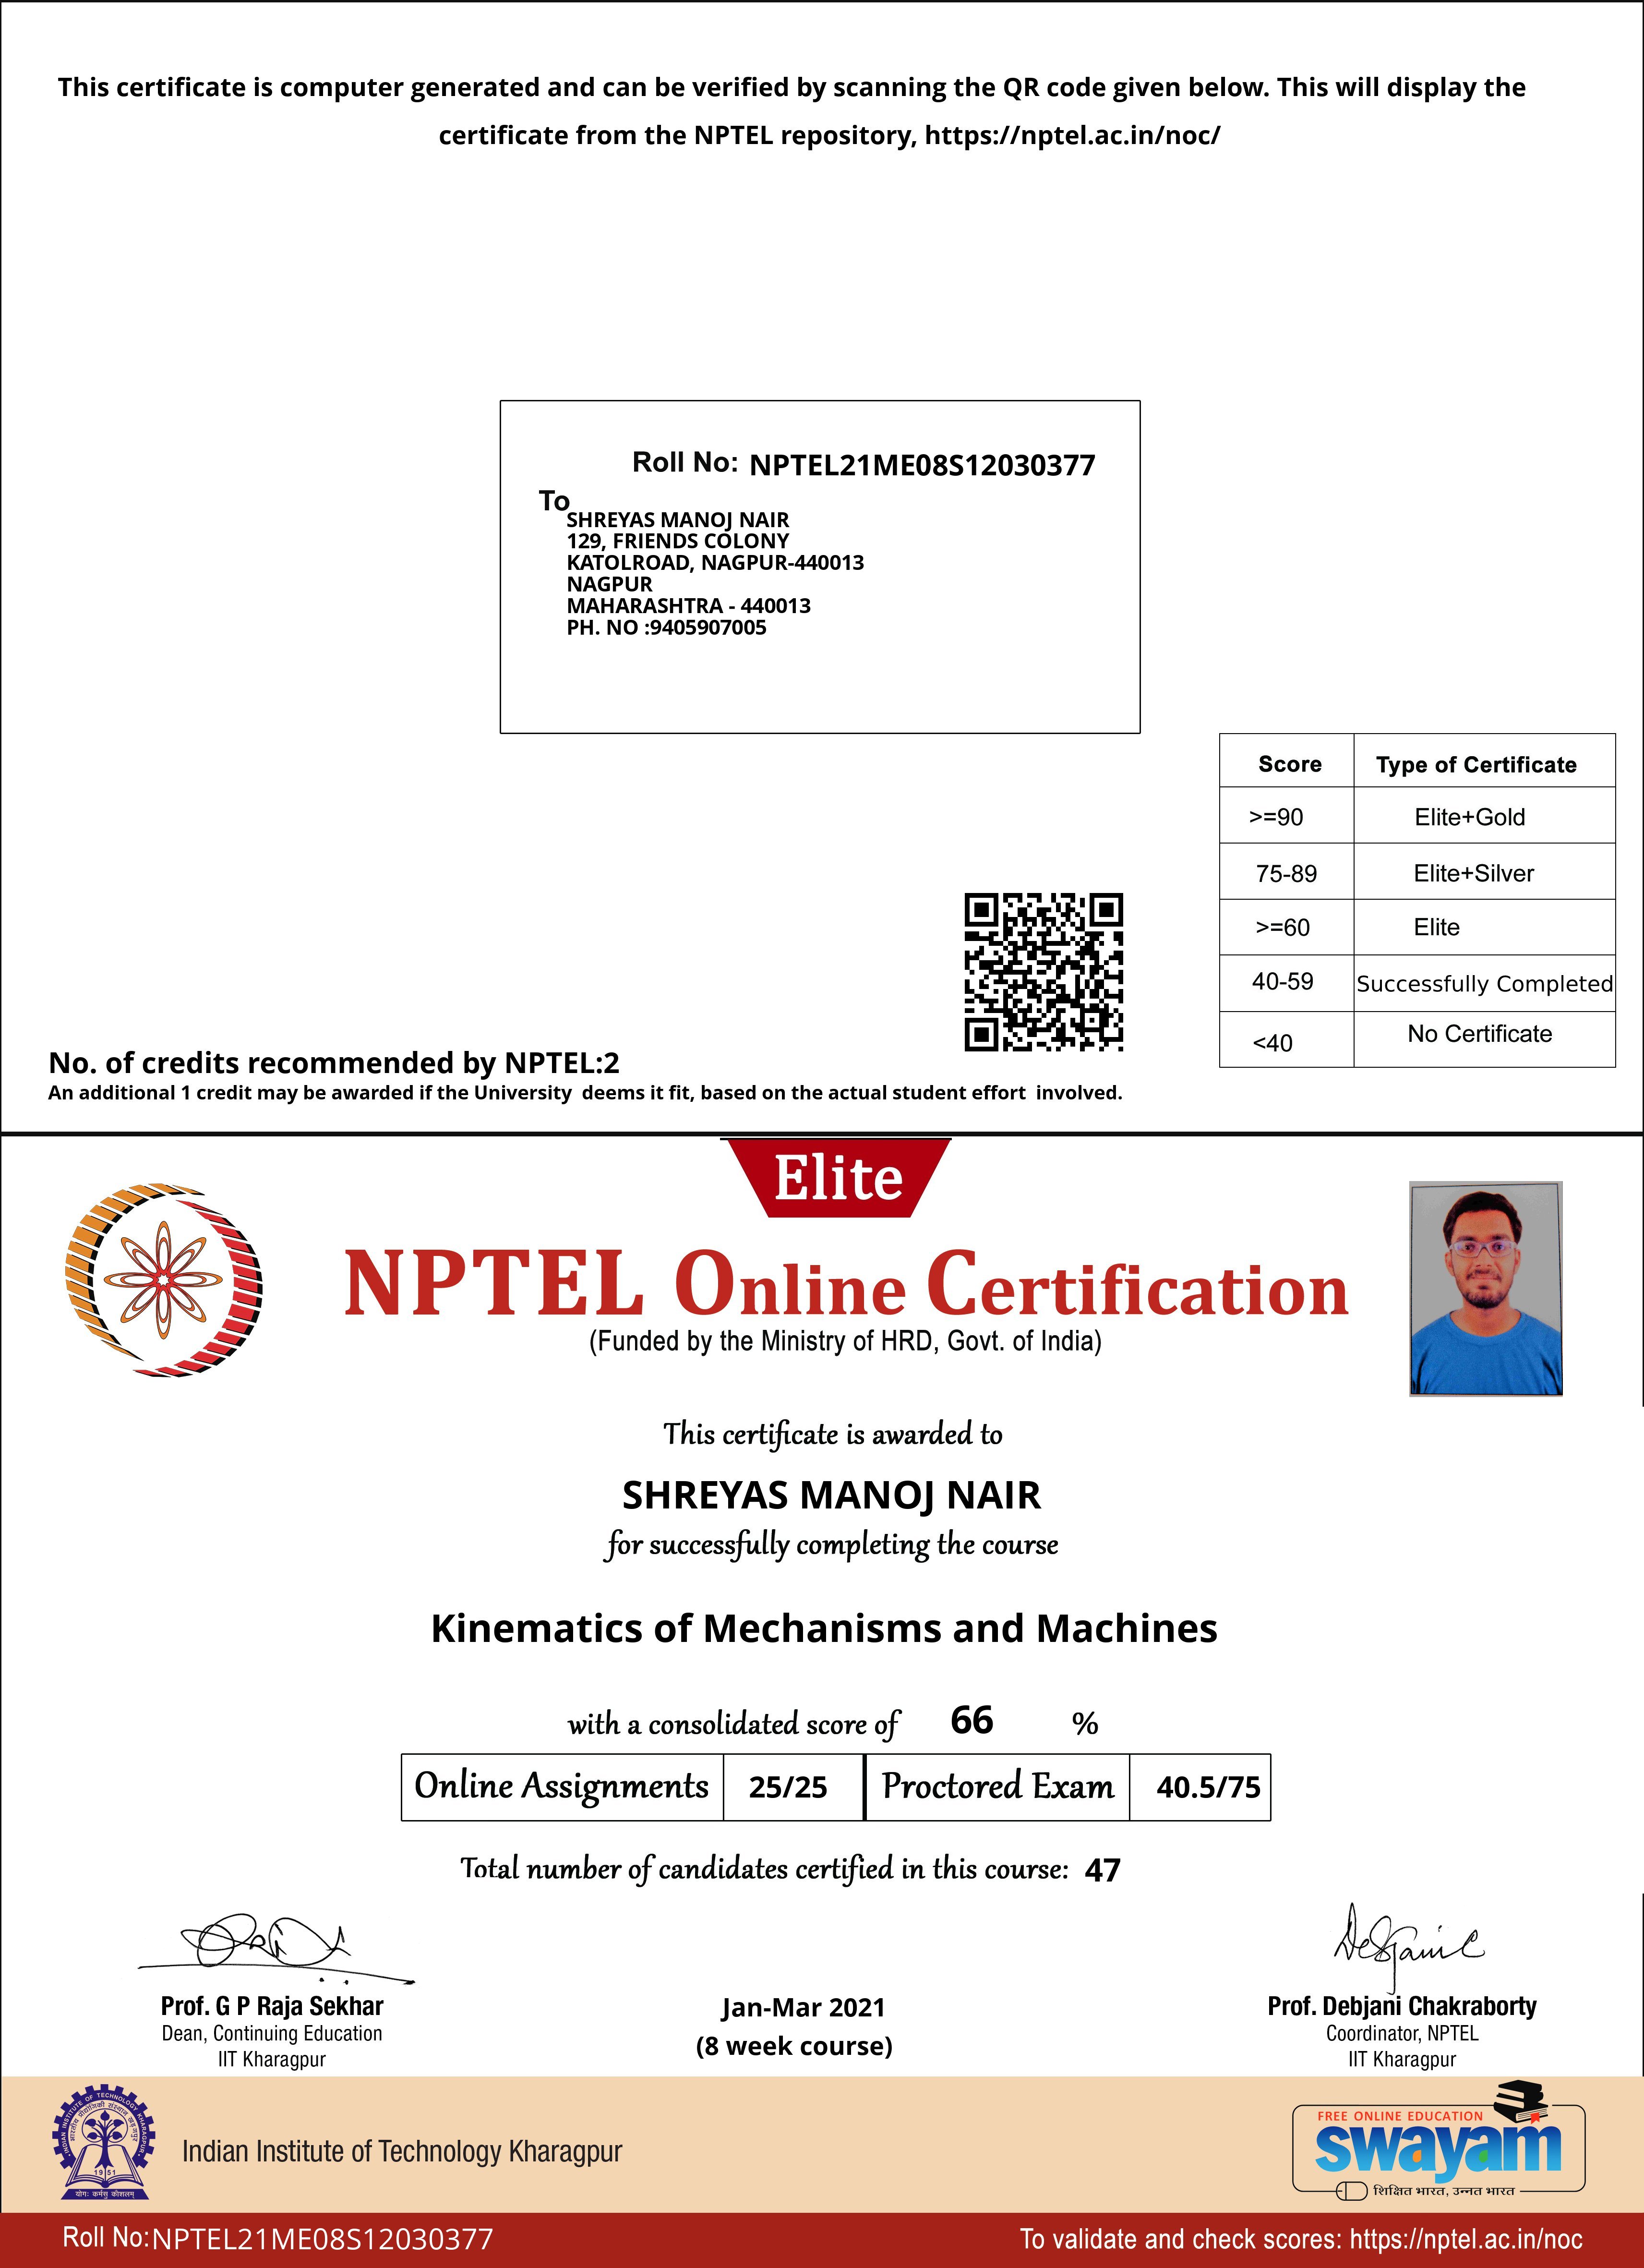 This certificate is computer generated and can be verified by scanning the QR code given below. This will display the
certificate from the NPTEL repository, https://nptel.ac.in/noc/
Roll No: NPTEL21ME08S12030377
To
SHREYAS MANOJ NAIR
129, FRIENDS COLONY
KATOLROAD, NAGPUR-440013
NAGPUR
MAHARASHTRA - 440013
PH. NO :9405907005
Score Type of Certificate
>=90 Elite+Gold
75-89 Elite+Silver
>=60 Elite
40-59 Successfully Completed
<40 No Certificate
No. of credits recommended by NPTEL:2
An additional 1 credit may be awarded if the University deems it fit, based on the actual student effort involved.
Elite
NPTEL Online Certification
(Funded by the Ministry of HRD, Govt. of India)
This certificate is awarded to
SHREYAS MANOJ NAIR
for successfully completing the course
Kinematics of Mechanisms and Machines
with a consolidated score of 66 %
Online Assignments 25/25 Proctored Exam 40.5/75
Total number of candidates certified in this course: 47
Prof. G P Raja Sekhar
Dean, Continuing Education
IIT Kharagpur
Jan-Mar 2021
(8 week course)
Debjani C
Prof. Debjani Chakraborty
Coordinator, NPTEL
IIT Kharagpur
INDIAN INSTITUTE OF TECHNOLOGY KHARAGPUR
भारतीय प्रौद्योगिकी संस्थान खड़गपुर
1951
योगः कर्मसु कौशलम्
Indian Institute of Technology Kharagpur
FREE ONLINE EDUCATION
swayam
शिक्षित भारत, उन्नत भारत
Roll No:NPTEL21ME08S12030377
To validate and check scores: https://nptel.ac.in/noc